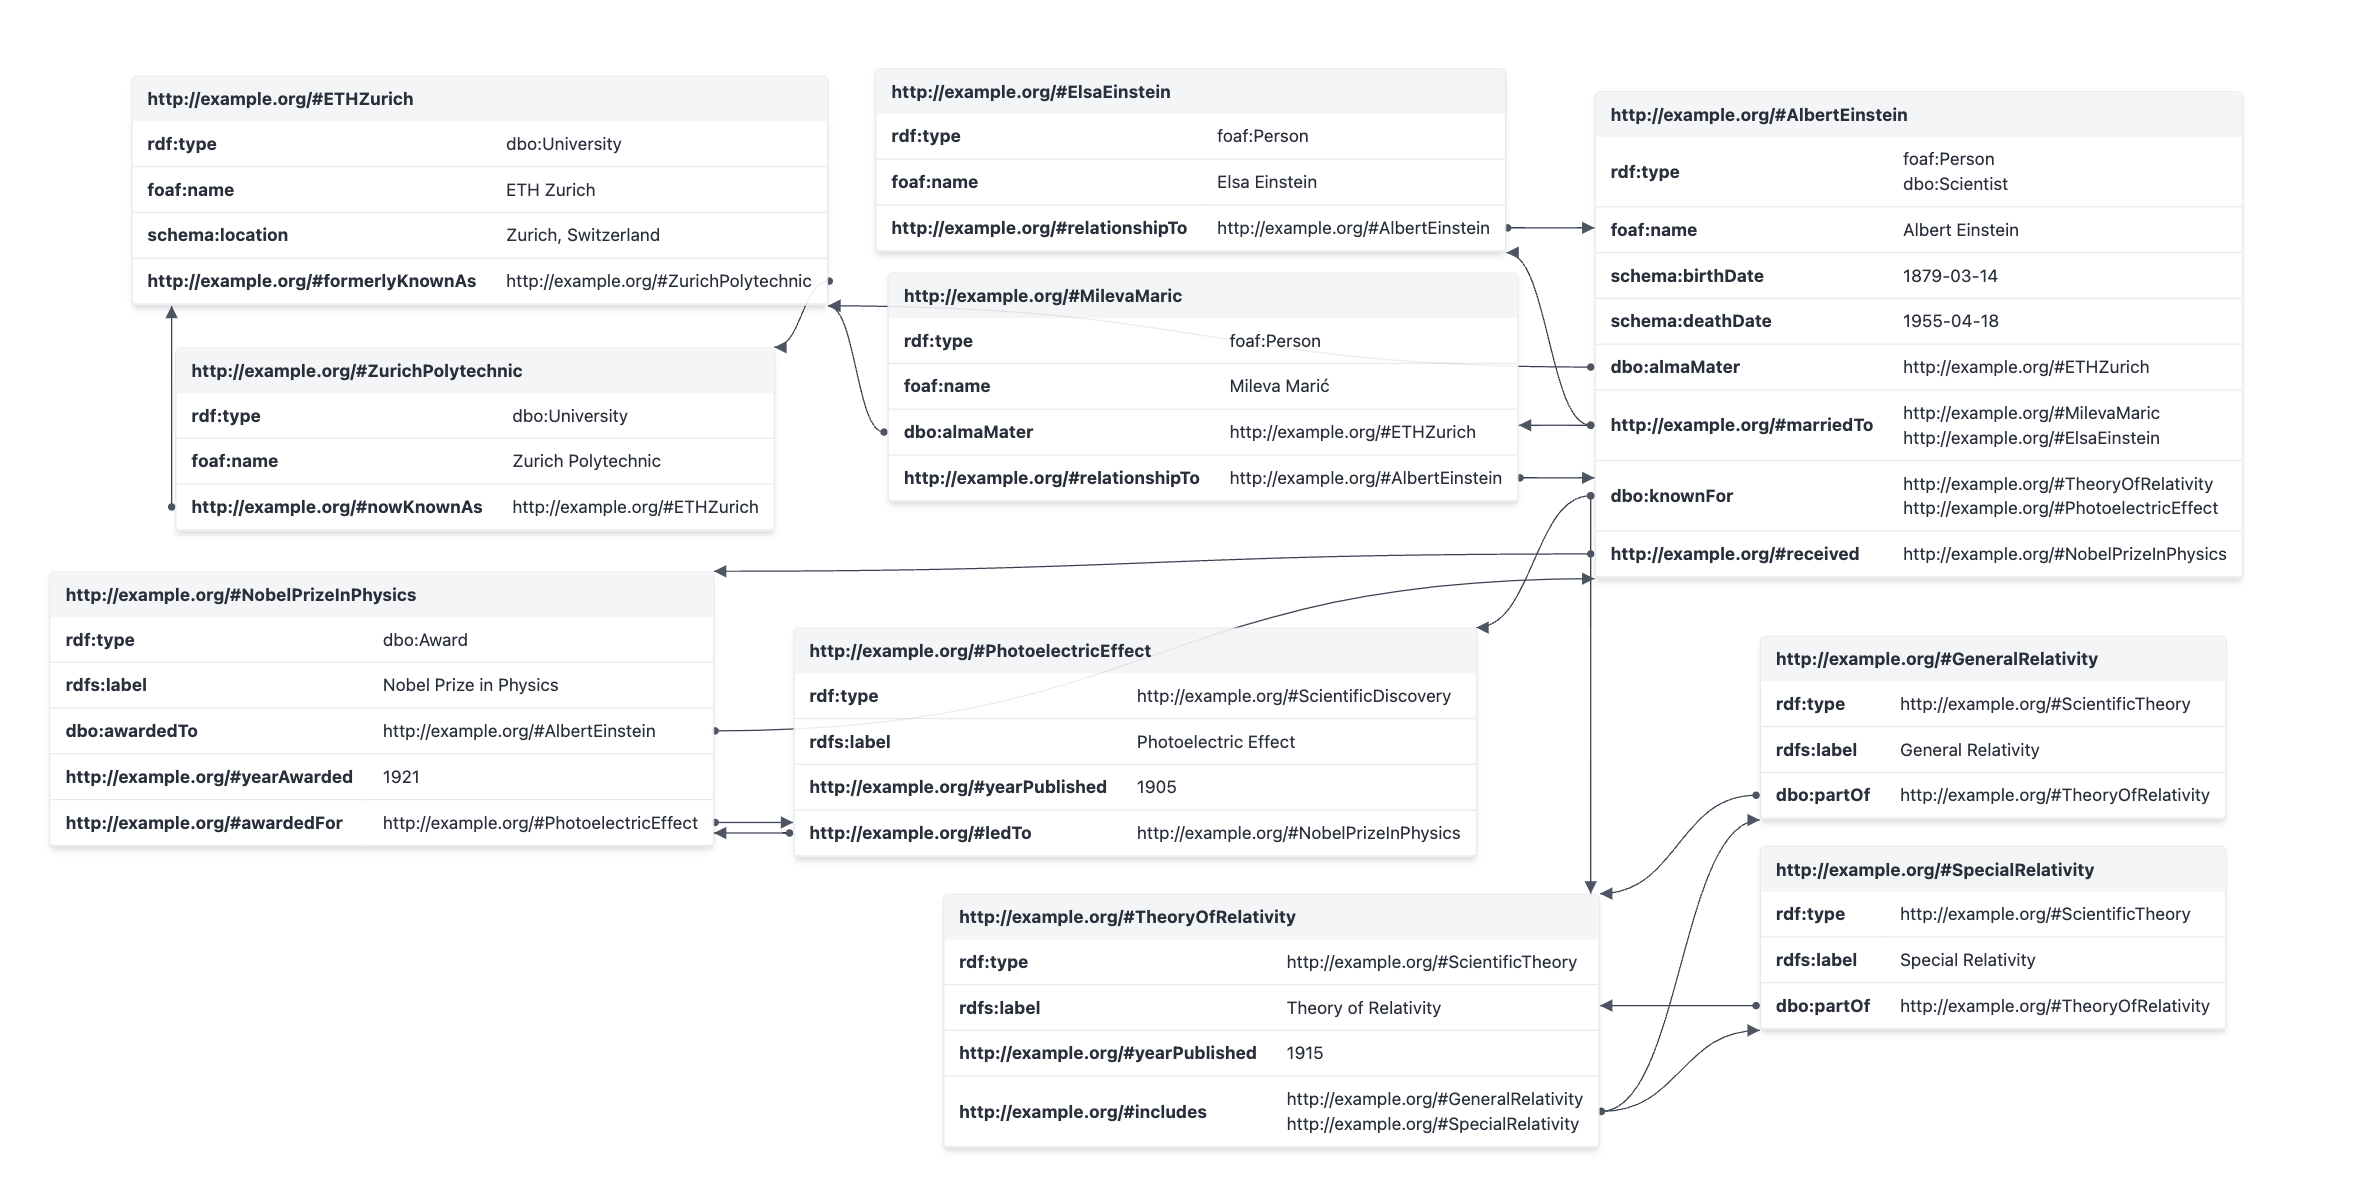 http://example.org/#ETHZurich
rdf:type dbo:University
foaf:name ETH Zurich
schema:location Zurich, Switzerland
http://example.org/#formerlyKnownAs http://example.org/#ZurichPolytechnic
http://example.org/#ElsaEinstein
rdf:type foaf:Person
foaf:name Elsa Einstein
http://example.org/#relationshipTo http://example.org/#AlbertEinstein
http://example.org/#AlbertEinstein
rdf:type foaf:Person
dbo:Scientist
foaf:name Albert Einstein
schema:birthDate 1879-03-14
schema:deathDate 1955-04-18
dbo:almaMater http://example.org/#ETHZurich
http://example.org/#marriedTo http://example.org/#MilevaMaric
http://example.org/#ElsaEinstein
dbo:knownFor http://example.org/#TheoryOfRelativity
http://example.org/#PhotoelectricEffect
http://example.org/#received http://example.org/#NobelPrizeInPhysics
http://example.org/#MilevaMaric
rdf:type foaf:Person
foaf:name Mileva Marić
dbo:almaMater http://example.org/#ETHZurich
http://example.org/#relationshipTo http://example.org/#AlbertEinstein
http://example.org/#ZurichPolytechnic
rdf:type dbo:University
foaf:name Zurich Polytechnic
http://example.org/#nowKnownAs http://example.org/#ETHZurich
http://example.org/#NobelPrizeInPhysics
rdf:type dbo:Award
rdfs:label Nobel Prize in Physics
dbo:awardedTo http://example.org/#AlbertEinstein
http://example.org/#yearAwarded 1921
http://example.org/#awardedFor http://example.org/#PhotoelectricEffect
http://example.org/#PhotoelectricEffect
rdf:type http://example.org/#ScientificDiscovery
rdfs:label Photoelectric Effect
http://example.org/#yearPublished 1905
http://example.org/#ledTo http://example.org/#NobelPrizeInPhysics
http://example.org/#GeneralRelativity
rdf:type http://example.org/#ScientificTheory
rdfs:label General Relativity
dbo:partOf http://example.org/#TheoryOfRelativity
http://example.org/#SpecialRelativity
rdf:type http://example.org/#ScientificTheory
rdfs:label Special Relativity
dbo:partOf http://example.org/#TheoryOfRelativity
http://example.org/#TheoryOfRelativity
rdf:type http://example.org/#ScientificTheory
rdfs:label Theory of Relativity
http://example.org/#yearPublished 1915
http://example.org/#includes http://example.org/#GeneralRelativity
http://example.org/#SpecialRelativity